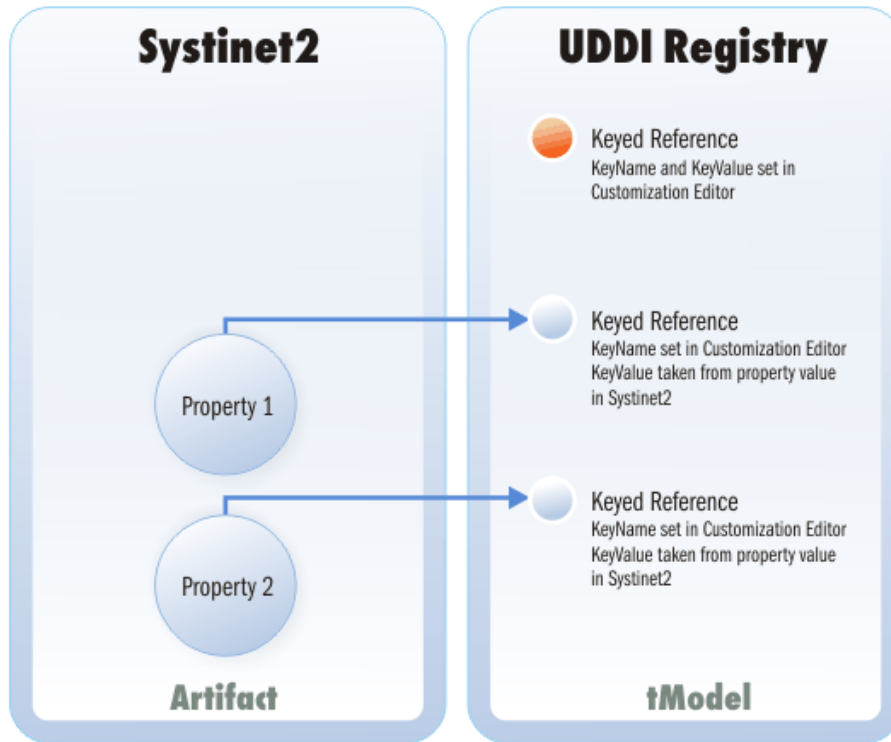 Systinet2
UDDI Registry
Keyed Reference
KeyName and KeyValue set in
Customization Editor
Keyed Reference
KeyName set in Customization Editor
KeyValue taken from property value
in Systinet2
Property 1
Keyed Reference
KeyName set in Customization Editor
KeyValue taken from property value
in Systinet2
Property 2
Artifact
tModel